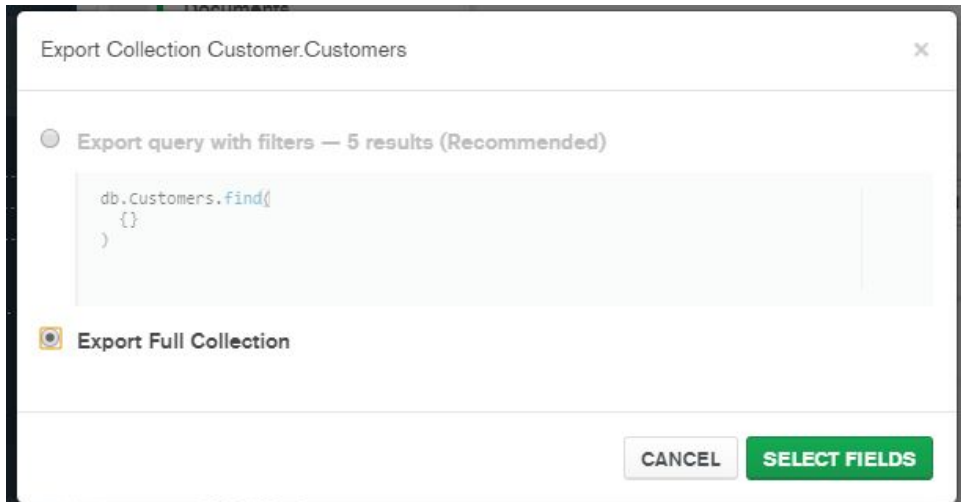 Documents
Export Collection Customer.Customers
×
Export query with filters — 5 results (Recommended)
db.Customers.find(
{}
)
Export Full Collection
CANCEL SELECT FIELDS